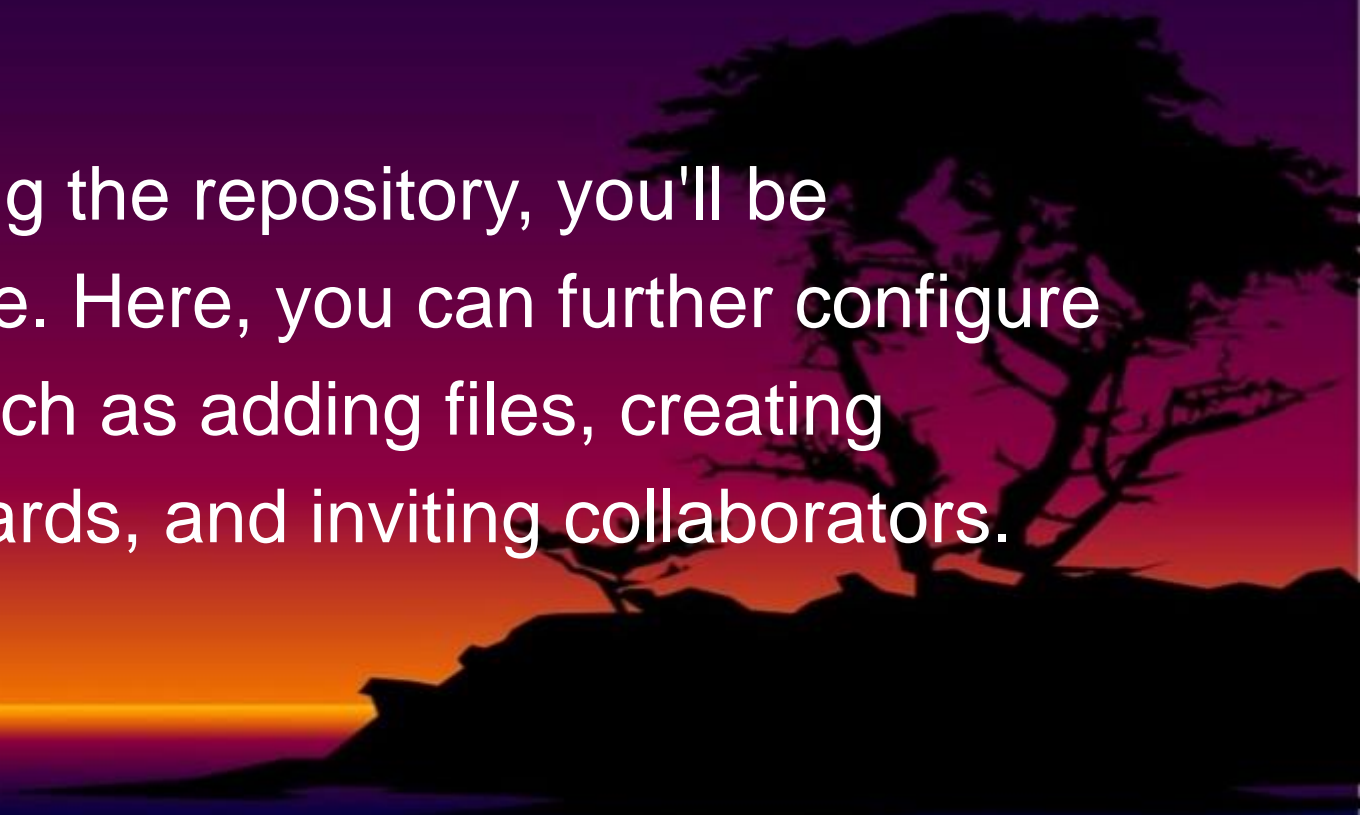 g the repository, you'll be
e. Here, you can further configure
ch as adding files, creating
ards, and inviting collaborators.